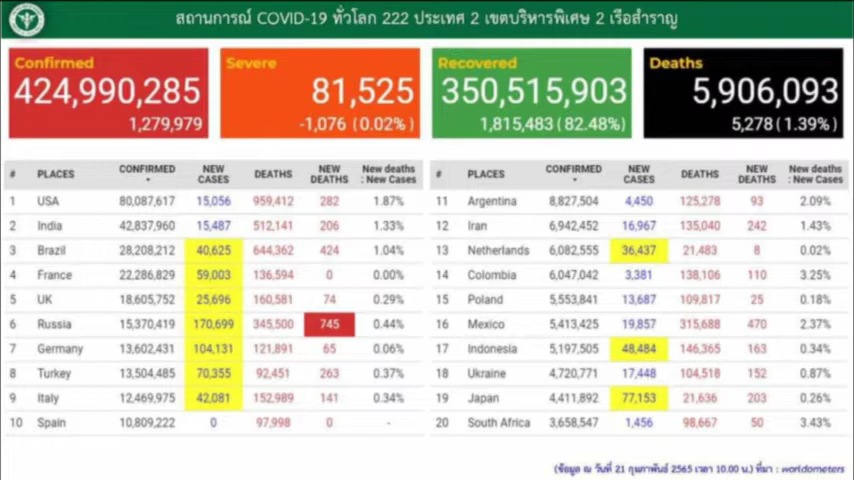 สถานการณ์ COVID-19 ทั่วโลก 222 ประเทศ 2 เขตบริหารพิเศษ 2 เรือสำราญ
Confirmed
424,990,285
1,279,979
Severe
81,525
-1,076 (0.02%)
Recovered
350,515,903
1,815,483 (82.48%)
Deaths
5,906,093
5,278 (1.39%)
# PLACES CONFIRMED NEW CASES DEATHS NEW DEATHS New deaths : New Cases
1 USA 80,087,617 15,056 959,412 282 1.87%
2 India 42,837,960 15,487 512,141 206 1.33%
3 Brazil 28,208,212 40,625 644,362 424 1.04%
4 France 22,286,829 59,003 136,594 0 0.00%
5 UK 18,605,752 25,696 160,581 74 0.29%
6 Russia 15,370,419 170,699 345,500 745 0.44%
7 Germany 13,602,431 104,131 121,891 65 0.06%
8 Turkey 13,504,485 70,355 92,451 263 0.37%
9 Italy 12,469,975 42,081 152,989 141 0.34%
10 Spain 10,809,222 0 97,998 0 -
# PLACES CONFIRMED NEW CASES DEATHS NEW DEATHS New deaths : New Cases
11 Argentina 8,827,504 4,450 125,278 93 2.09%
12 Iran 6,942,452 16,967 135,040 242 1.43%
13 Netherlands 6,082,555 36,437 21,483 8 0.02%
14 Colombia 6,047,042 3,381 138,106 110 3.25%
15 Poland 5,553,841 13,687 109,817 25 0.18%
16 Mexico 5,413,425 19,857 315,688 470 2.37%
17 Indonesia 5,197,505 48,484 146,365 163 0.34%
18 Ukraine 4,720,771 17,448 104,518 152 0.87%
19 Japan 4,411,892 77,153 21,636 203 0.26%
20 South Africa 3,658,547 1,456 98,667 50 3.43%
(ข้อมูล ณ วันที่ 21 กุมภาพันธ์ 2565 เวลา 10.00 น.) ที่มา : worldometers